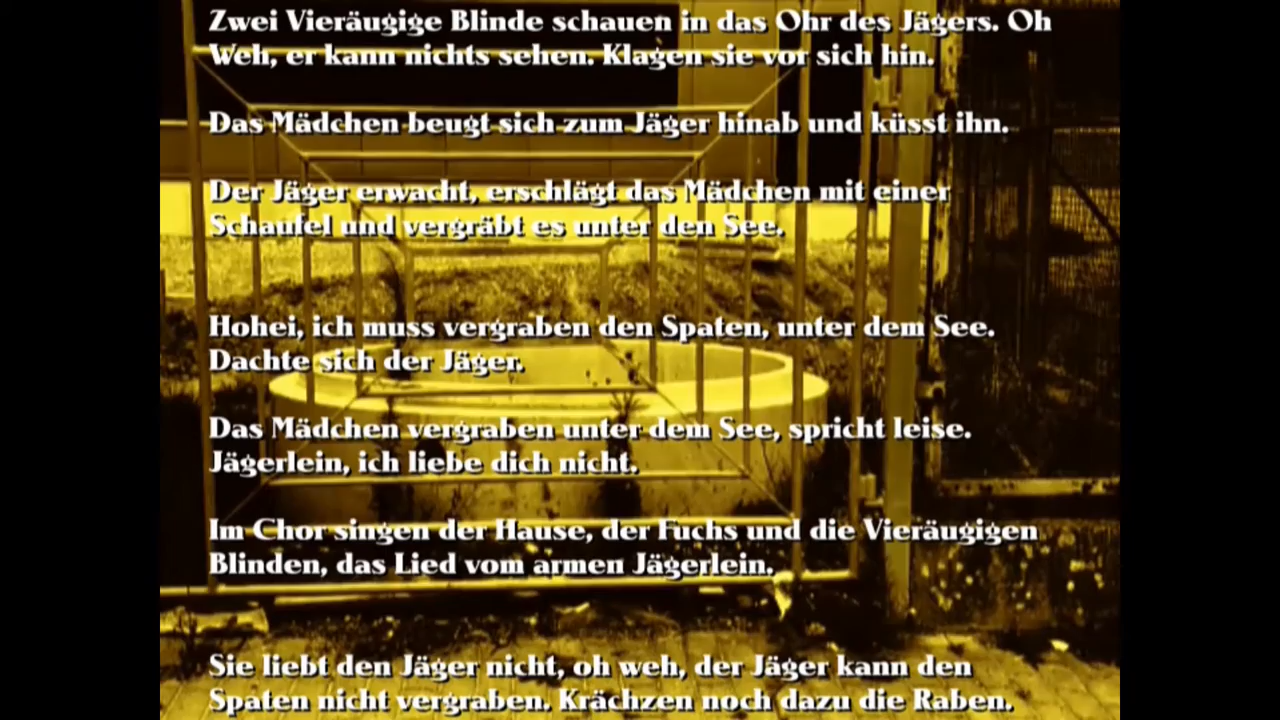 Zwei Vieräugige Blinde schauen in das Ohr des Jägers. Oh
Weh, er kann nichts sehen. Klagen sie vor sich hin.
Das Mädchen beugt sich zum Jäger hinab und küsst ihn.
Der Jäger erwacht, erschlägt das Mädchen mit einer
Schaufel und vergräbt es unter den See.
Hohei, ich muss vergraben den Spaten, unter dem See.
Dachte sich der Jäger.
Das Mädchen vergraben unter dem See, spricht leise.
Jägerlein, ich liebe dich nicht.
Im Chor singen der Hause, der Fuchs und die Vieräugigen
Blinden, das Lied vom armen Jägerlein.
Sie liebt den Jäger nicht, oh weh, der Jäger kann den
Spaten nicht vergraben. Krächzen noch dazu die Raben.